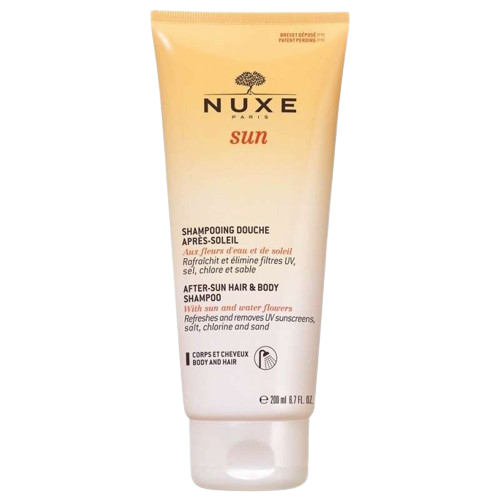 BREVET DÉPOSÉ
PATENT PENDING
NUXE
PARIS
sun
SHAMPOOING DOUCHE
APRÈS-SOLEIL
Aux fleurs d'eau et de soleil
Rafraîchit et élimine filtres UV,
sel, chlore et sable
AFTER-SUN HAIR & BODY
SHAMPOO
With sun and water flowers
Refreshes and removes UV sunscreens,
salt, chlorine and sand
CORPS ET CHEVEUX
BODY AND HAIR
℮ 200 ml 6.7 FL. OZ.